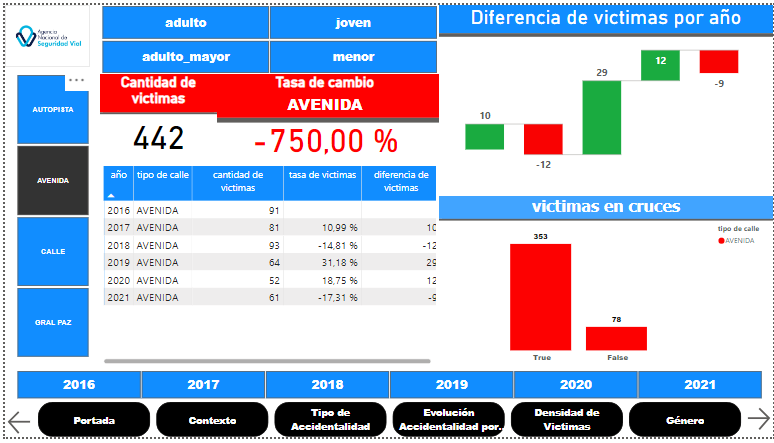 Agencia
Nacional de
Seguridad Vial
adulto
joven
adulto_mayor
menor
Diferencia de victimas por año
AUTOPISTA
AVENIDA
CALLE
GRAL PAZ
Cantidad de
victimas
442
Tasa de cambio
AVENIDA
-750,00 %
10
-12
29
12
-9
año tipo de calle cantidad de victimas tasa de victimas diferencia de victimas
2016 AVENIDA 91
2017 AVENIDA 81 10,99 % 10
2018 AVENIDA 93 -14,81 % -12
2019 AVENIDA 64 31,18 % 29
2020 AVENIDA 52 18,75 % 12
2021 AVENIDA 61 -17,31 % -9
victimas en cruces
tipo de calle
AVENIDA
353
78
True
False
2016 2017 2018 2019 2020 2021
Portada
Contexto
Tipo de
Accidentalidad
Evolución
Accidentalidad por..
Densidad de
Victimas
Género